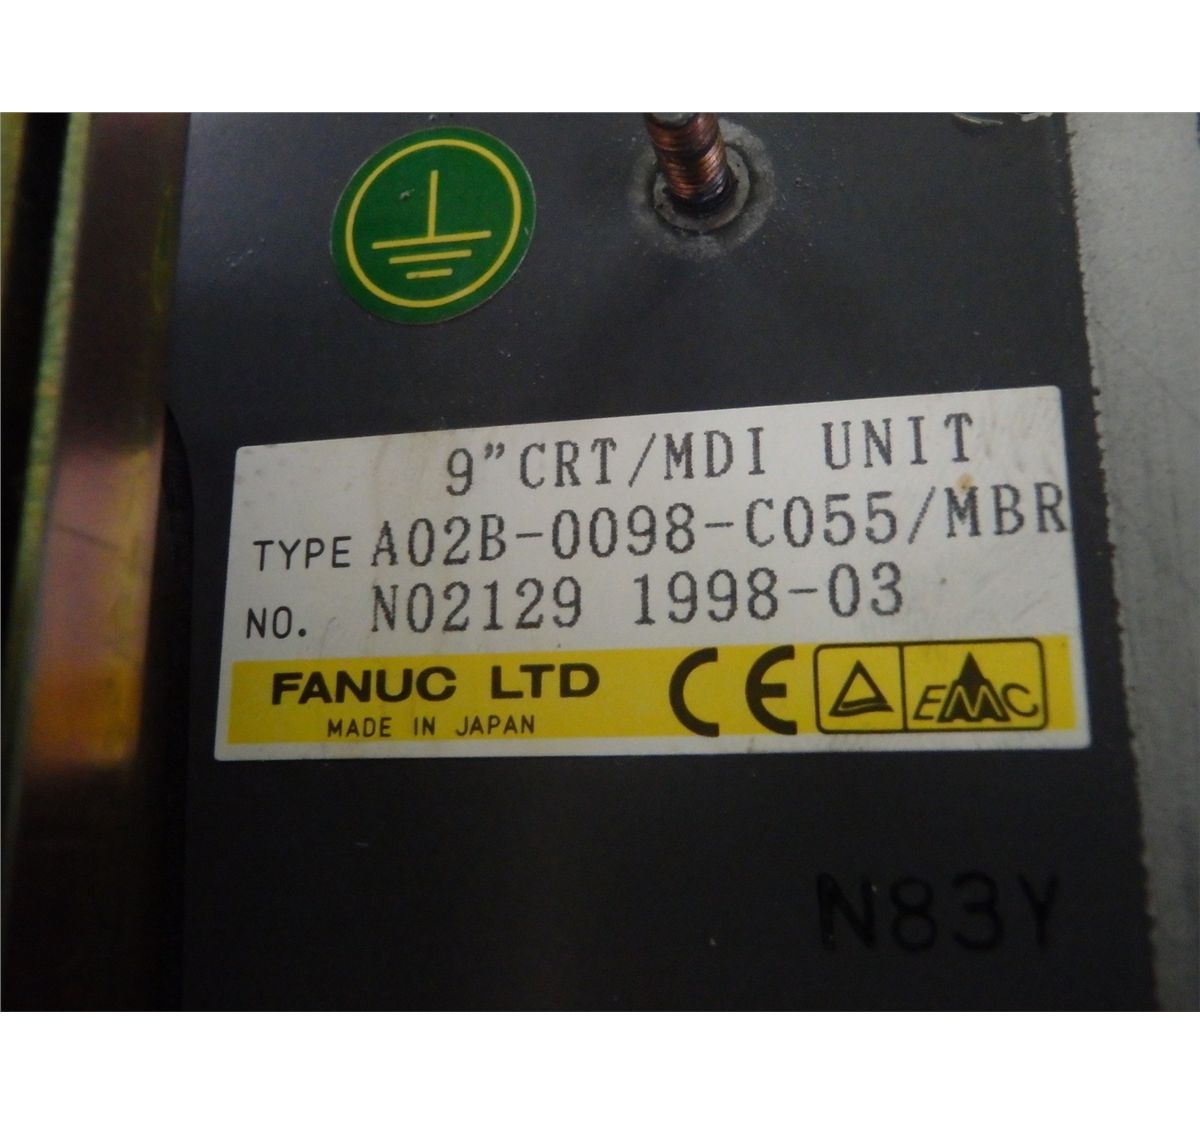 9"CRT/MDI UNIT
TYPE A02B-0098-C055/MBR
NO. N02129 1998-03
FANUC LTD CE EMC
MADE IN JAPAN
N83Y